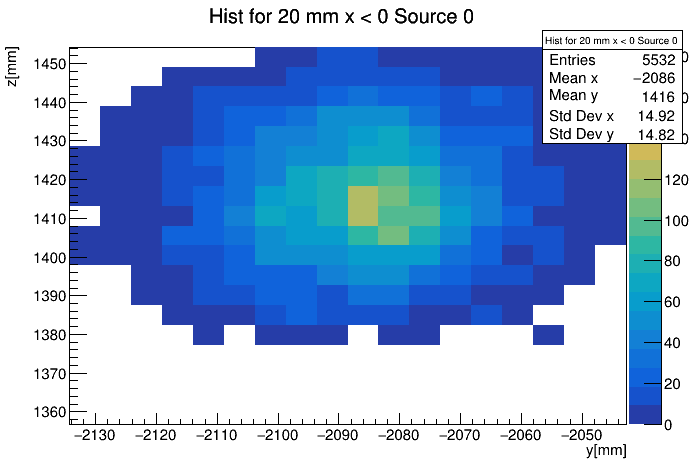 Hist for 20 mm x < 0 Source 0
Hist for 20 mm x < 0 Source 0
Entries 5532
Mean x −2086
Mean y 1416
Std Dev x 14.92
Std Dev y 14.82
z[mm]
1450
1440
1430
1420
1410
1400
1390
1380
1370
1360
−2130 −2120 −2110 −2100 −2090 −2080 −2070 −2060 −2050
y[mm]
120
100
80
60
40
20
0